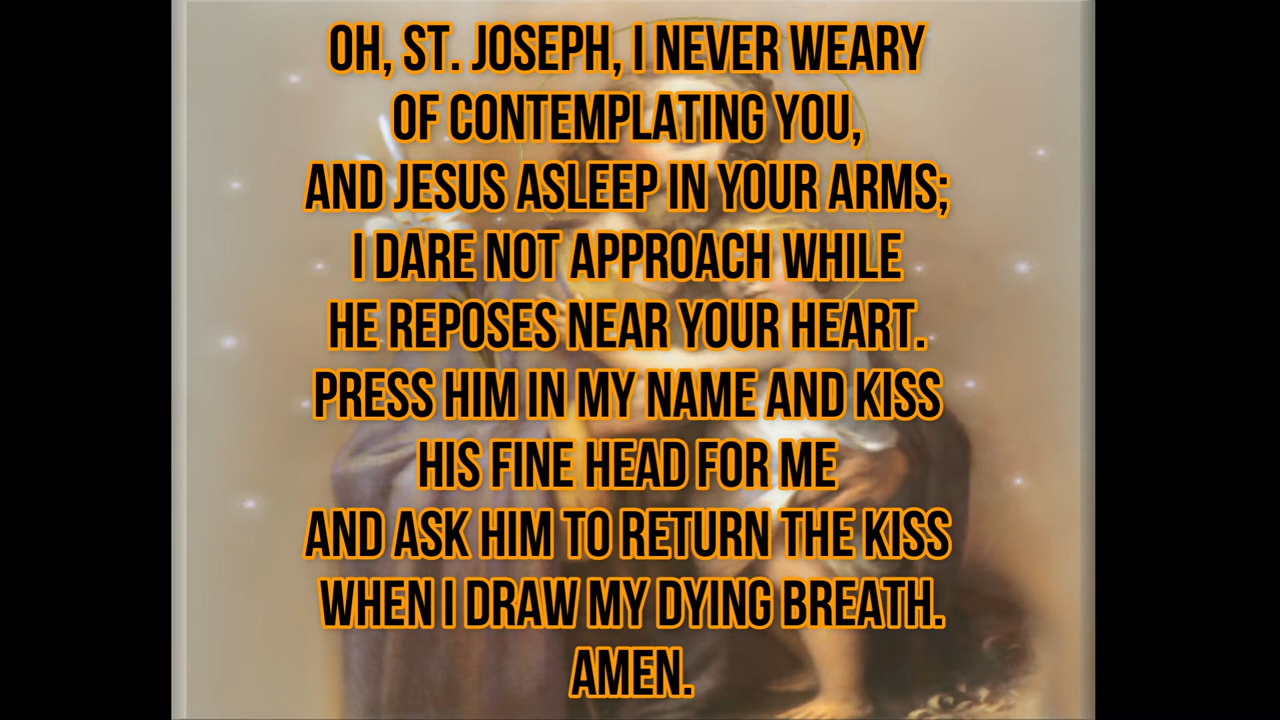 OH, ST. JOSEPH, I NEVER WEARY
OF CONTEMPLATING YOU,
AND JESUS ASLEEP IN YOUR ARMS;
I DARE NOT APPROACH WHILE
HE REPOSES NEAR YOUR HEART.
PRESS HIM IN MY NAME AND KISS
HIS FINE HEAD FOR ME
AND ASK HIM TO RETURN THE KISS
WHEN I DRAW MY DYING BREATH.
AMEN.